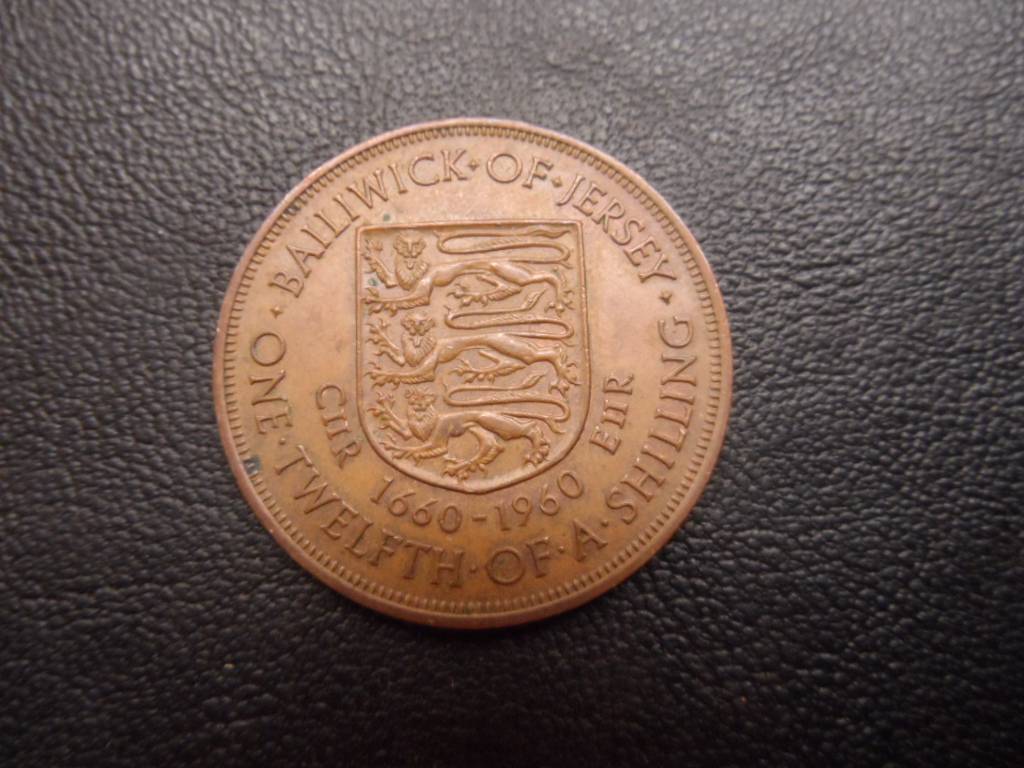 BAILIWICK·OF·JERSEY
ONE·TWELFTH·OF·A·SHILLING
CIIR
EIIR
1660-1960